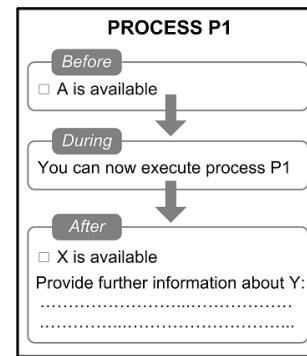 PROCESS P1
Before
□ A is available
During
You can now execute process P1
After
□ X is available
Provide further information about Y:
……………………...………………
…………...………………………...